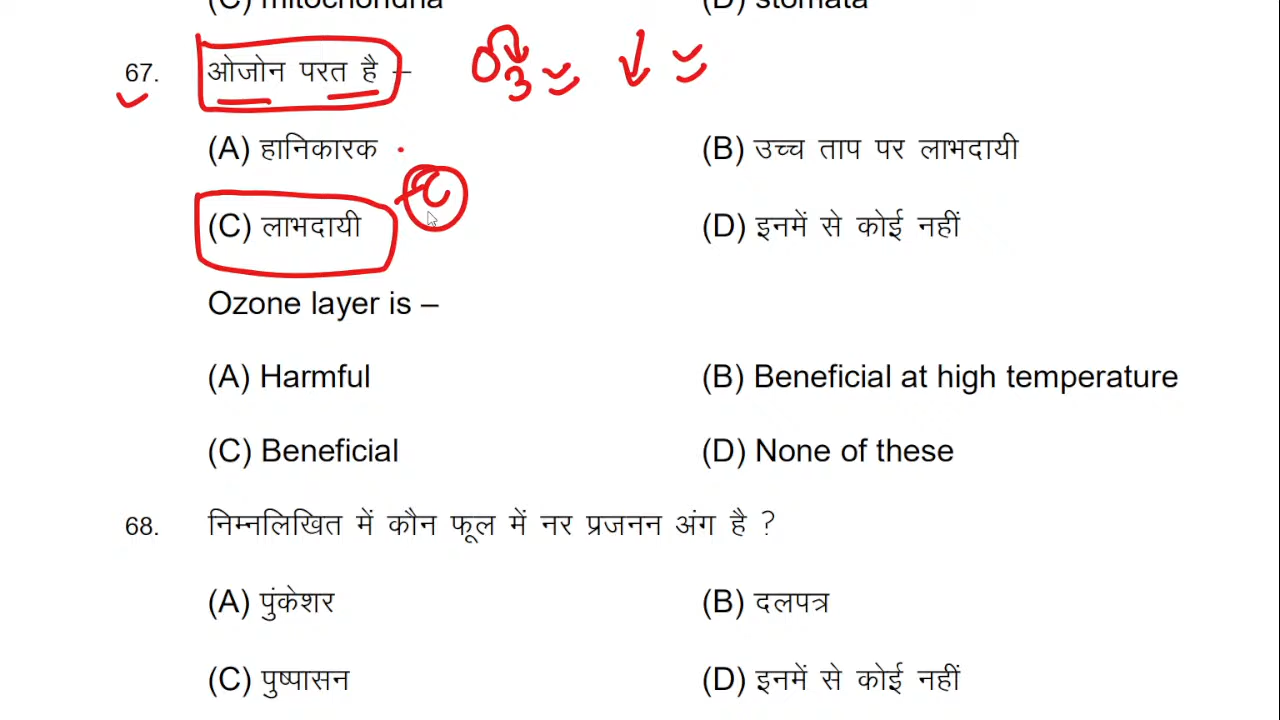 (C) mitochondria (D) stomata
67. ओजोन परत है –
O3
(A) हानिकारक (B) उच्च ताप पर लाभदायी
(C) लाभदायी (D) इनमें से कोई नहीं
Ozone layer is –
(A) Harmful (B) Beneficial at high temperature
(C) Beneficial (D) None of these
68. निम्नलिखित में कौन फूल में नर प्रजनन अंग है ?
(A) पुंकेशर (B) दलपत्र
(C) पुष्पासन (D) इनमें से कोई नहीं